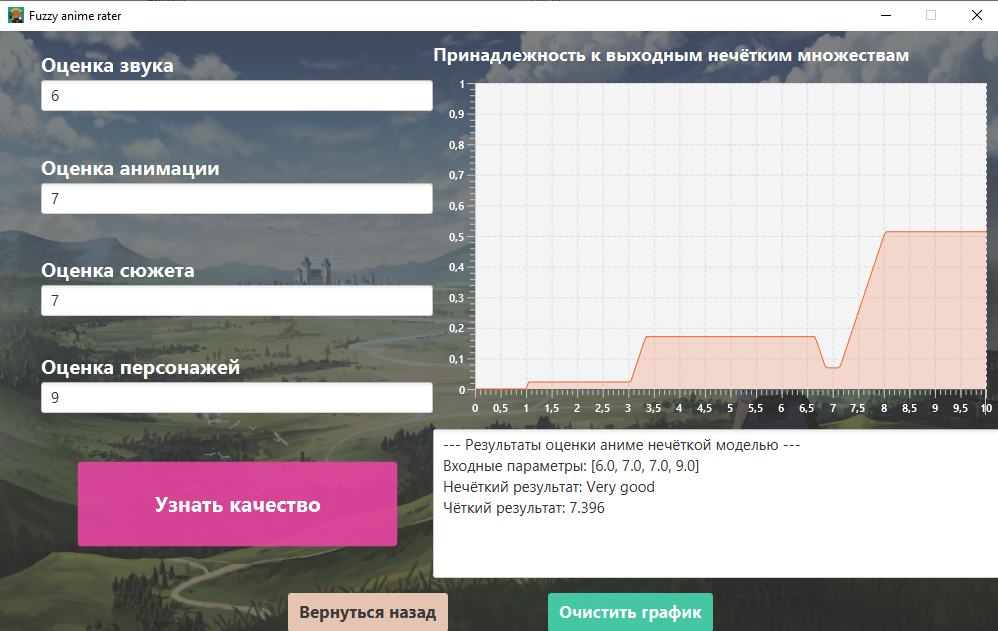 Fuzzy anime rater
Оценка звука
6
Оценка анимации
7
Оценка сюжета
7
Оценка персонажей
9
Узнать качество
Принадлежность к выходным нечётким множествам
1
0,9
0,8
0,7
0,6
0,5
0,4
0,3
0,2
0,1
0
0 0,5 1 1,5 2 2,5 3 3,5 4 4,5 5 5,5 6 6,5 7 7,5 8 8,5 9 9,5 10
--- Результаты оценки аниме нечёткой моделью ---
Входные параметры: [6.0, 7.0, 7.0, 9.0]
Нечёткий результат: Very good
Чёткий результат: 7.396
Вернуться назад
Очистить график